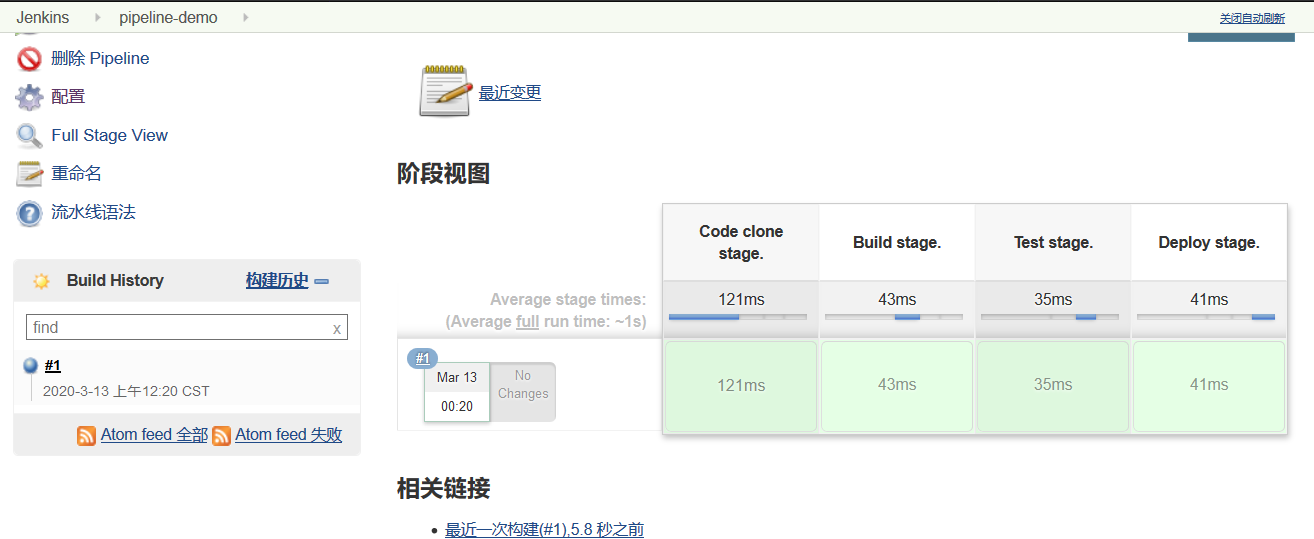 Jenkins pipeline-demo
关闭自动刷新
删除 Pipeline
配置
Full Stage View
重命名
流水线语法
Build History 构建历史
find x
#1
2020-3-13 上午12:20 CST
Atom feed 全部 Atom feed 失败
最近变更
阶段视图
Code clone
stage.
Build stage.
Test stage.
Deploy stage.
Average stage times:
(Average full run time: ~1s)
121ms
43ms
35ms
41ms
#1
Mar 13
00:20
No
Changes
121ms
43ms
35ms
41ms
相关链接
最近一次构建(#1),5.8 秒之前